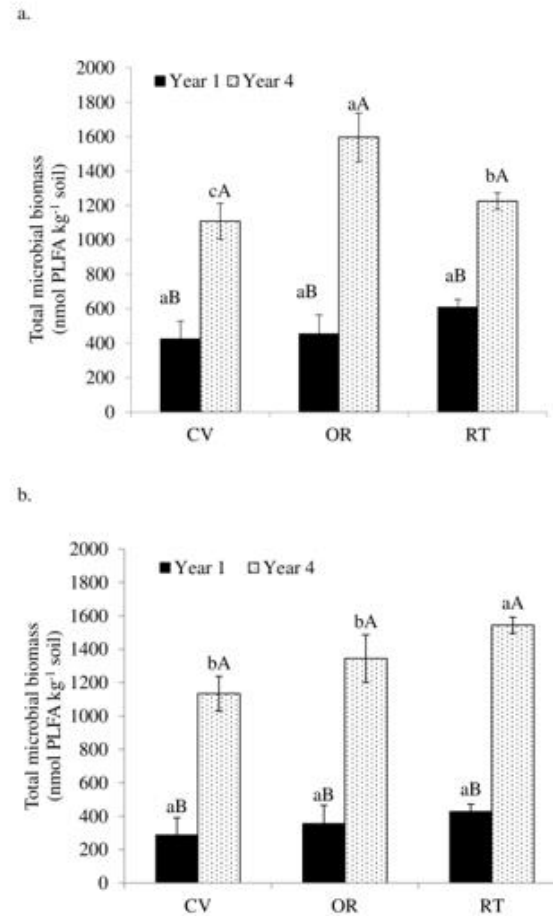 a.
2000
Year 1 Year 4
1800
aA
1600
1400
cA
bA
1200
1000
800
aB
aB
aB
600
400
200
0
Total microbial biomass
(nmol PLFA kg⁻¹ soil)
CV OR RT
b.
2000
Year 1 Year 4
1800
aA
1600
bA
1400
bA
1200
1000
800
600
aB
aB
aB
400
200
0
Total microbial biomass
(nmol PLFA kg⁻¹ soil)
CV OR RT